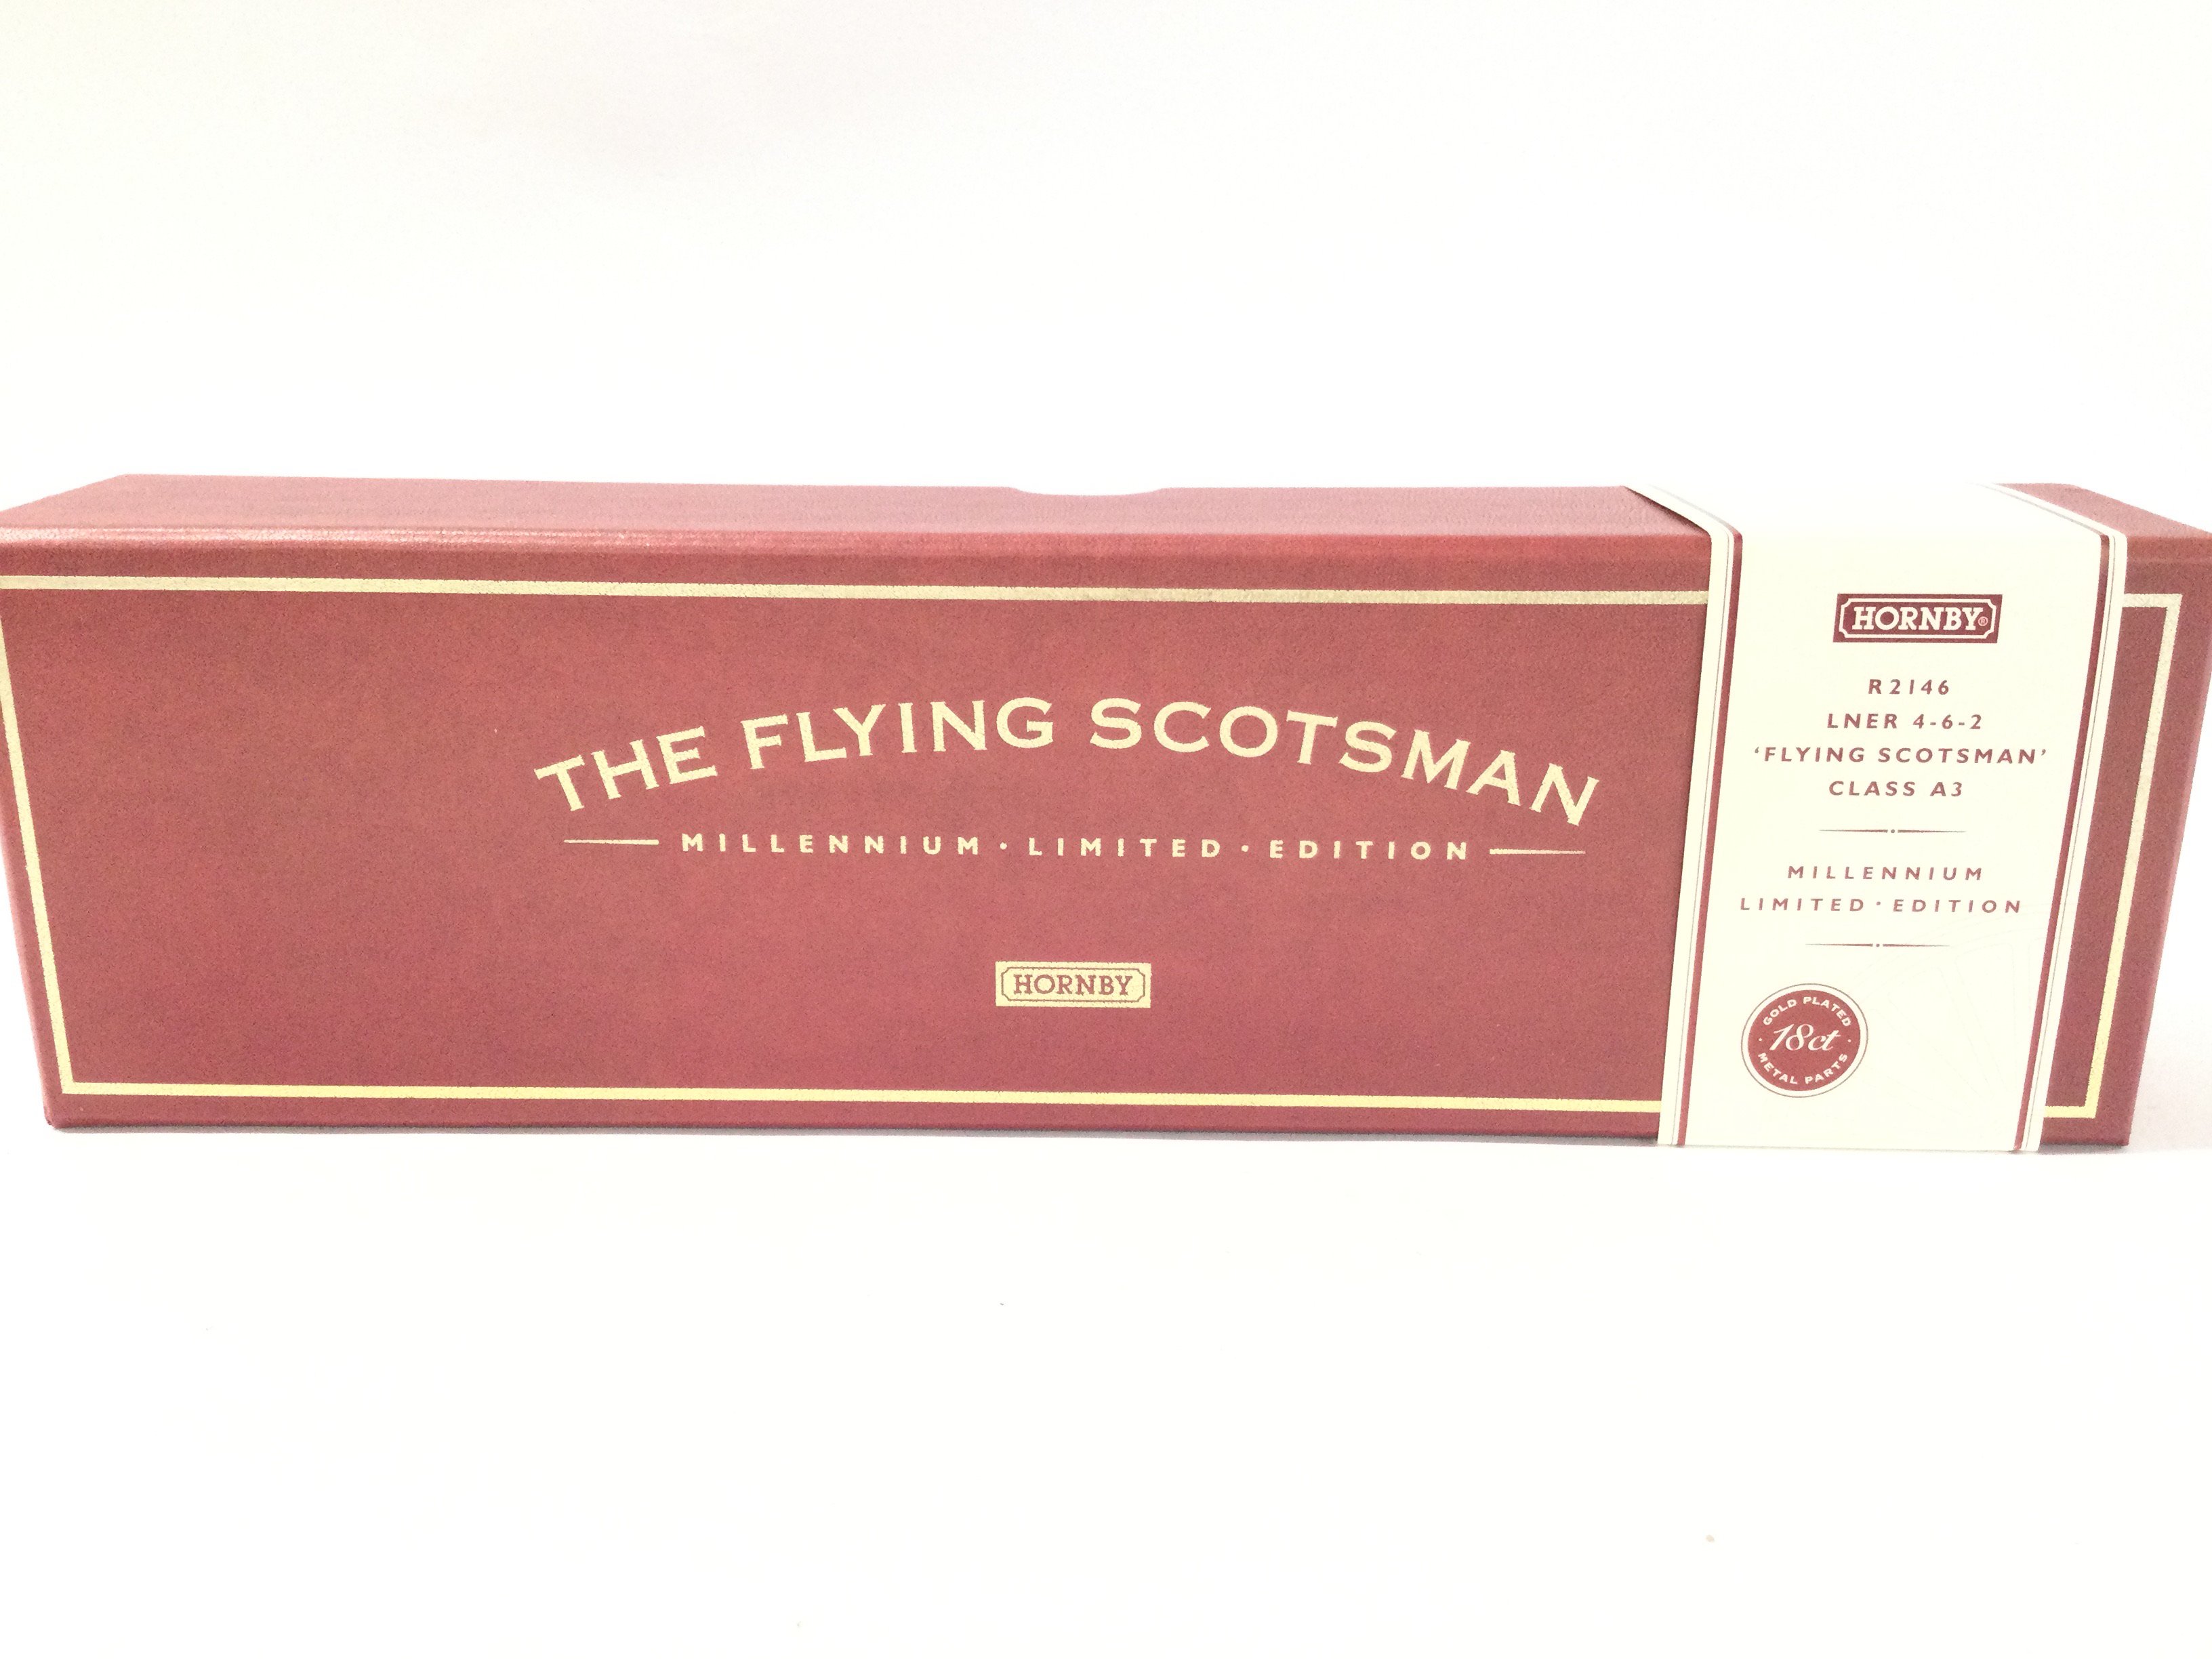 THE FLYING SCOTSMAN
MILLENNIUM · LIMITED · EDITION
HORNBY
HORNBY®
R2146
LNER 4-6-2
‘FLYING SCOTSMAN’
CLASS A3
MILLENNIUM
LIMITED · EDITION
GOLD PLATED
18ct
METAL PARTS